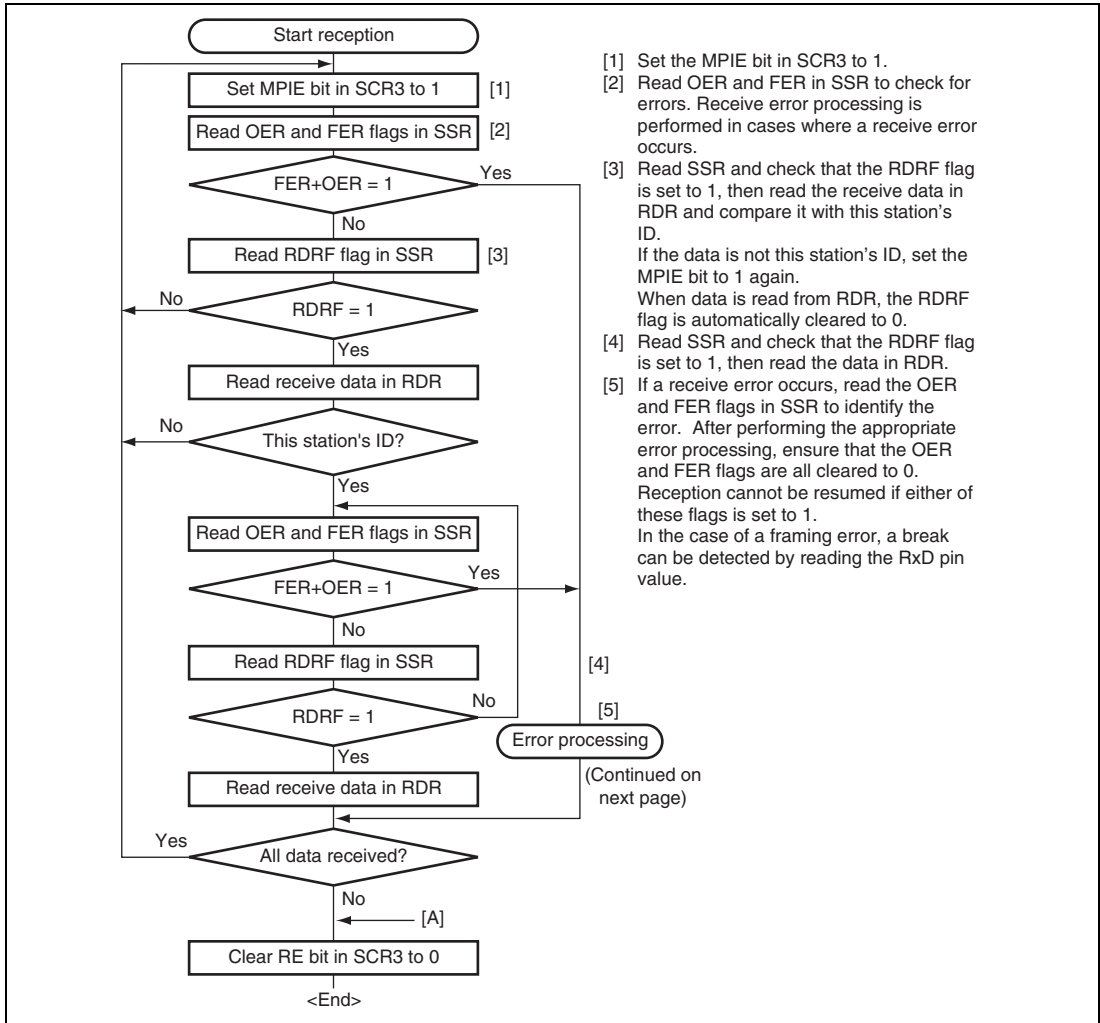 Start reception
Set MPIE bit in SCR3 to 1
[1]
Read OER and FER flags in SSR
[2]
FER+OER = 1
Yes
No
Read RDRF flag in SSR
[3]
No
RDRF = 1
Yes
Read receive data in RDR
No
This station's ID?
Yes
Read OER and FER flags in SSR
FER+OER = 1
Yes
No
Read RDRF flag in SSR
[4]
RDRF = 1
No
[5]
Error processing
Yes
(Continued on
next page)
Read receive data in RDR
Yes
All data received?
No
[A]
Clear RE bit in SCR3 to 0
<End>
[1] Set the MPIE bit in SCR3 to 1.
[2] Read OER and FER in SSR to check for
errors. Receive error processing is
performed in cases where a receive error
occurs.
[3] Read SSR and check that the RDRF flag
is set to 1, then read the receive data in
RDR and compare it with this station's
ID.
If the data is not this station's ID, set the
MPIE bit to 1 again.
When data is read from RDR, the RDRF
flag is automatically cleared to 0.
[4] Read SSR and check that the RDRF flag
is set to 1, then read the data in RDR.
[5] If a receive error occurs, read the OER
and FER flags in SSR to identify the
error. After performing the appropriate
error processing, ensure that the OER
and FER flags are all cleared to 0.
Reception cannot be resumed if either of
these flags is set to 1.
In the case of a framing error, a break
can be detected by reading the RxD pin
value.